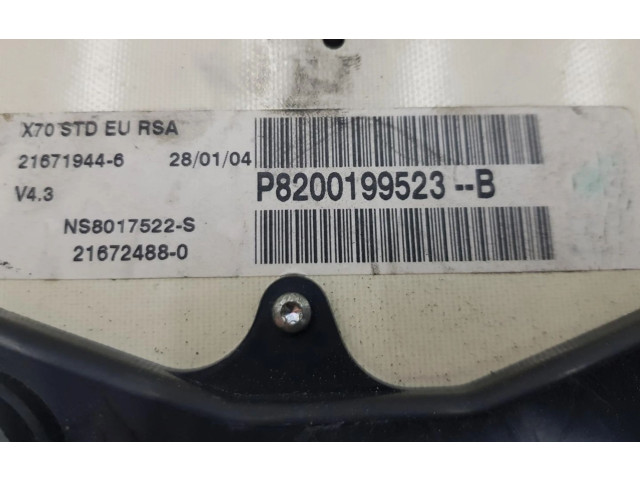 X70 STD EU RSA
21671944-6 28/01/04
V4.3
P8200199523--B
NS8017522-S
21672488-0